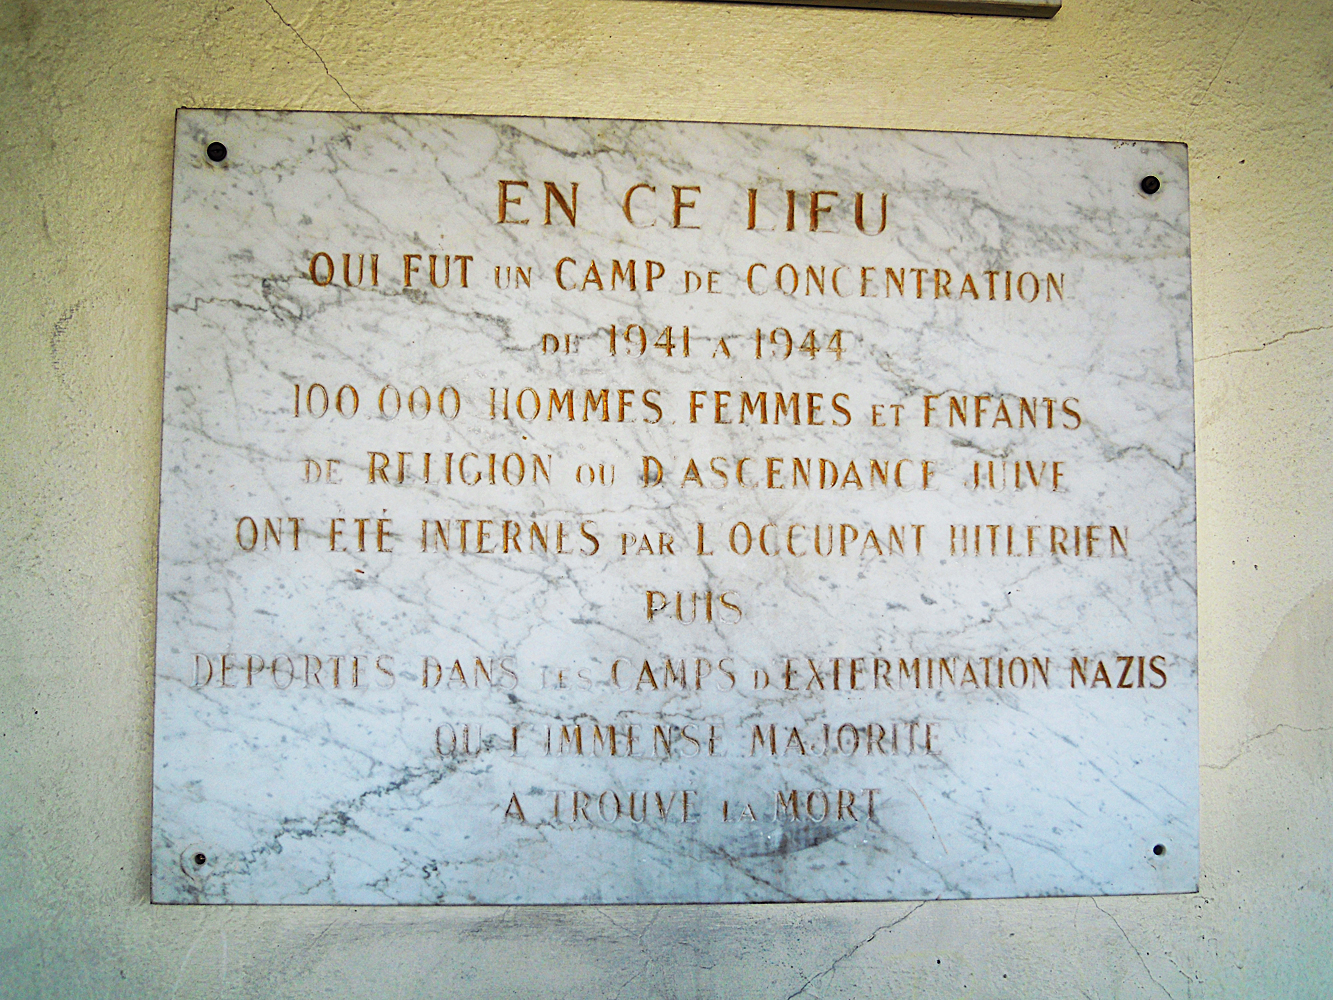 EN CE LIEU
QUI FUT UN CAMP DE CONCENTRATION
DE 1941 A 1944
100 000 HOMMES FEMMES ET ENFANTS
DE RELIGION OU D'ASCENDANCE JUIVE
ONT ETÉ INTERNES PAR L'OCCUPANT HITLERIEN
PUIS
DEPORTES DANS LES CAMPS D'EXTERMINATION NAZIS
OU L'IMMENSE MAJORITE
A TROUVE LA MORT